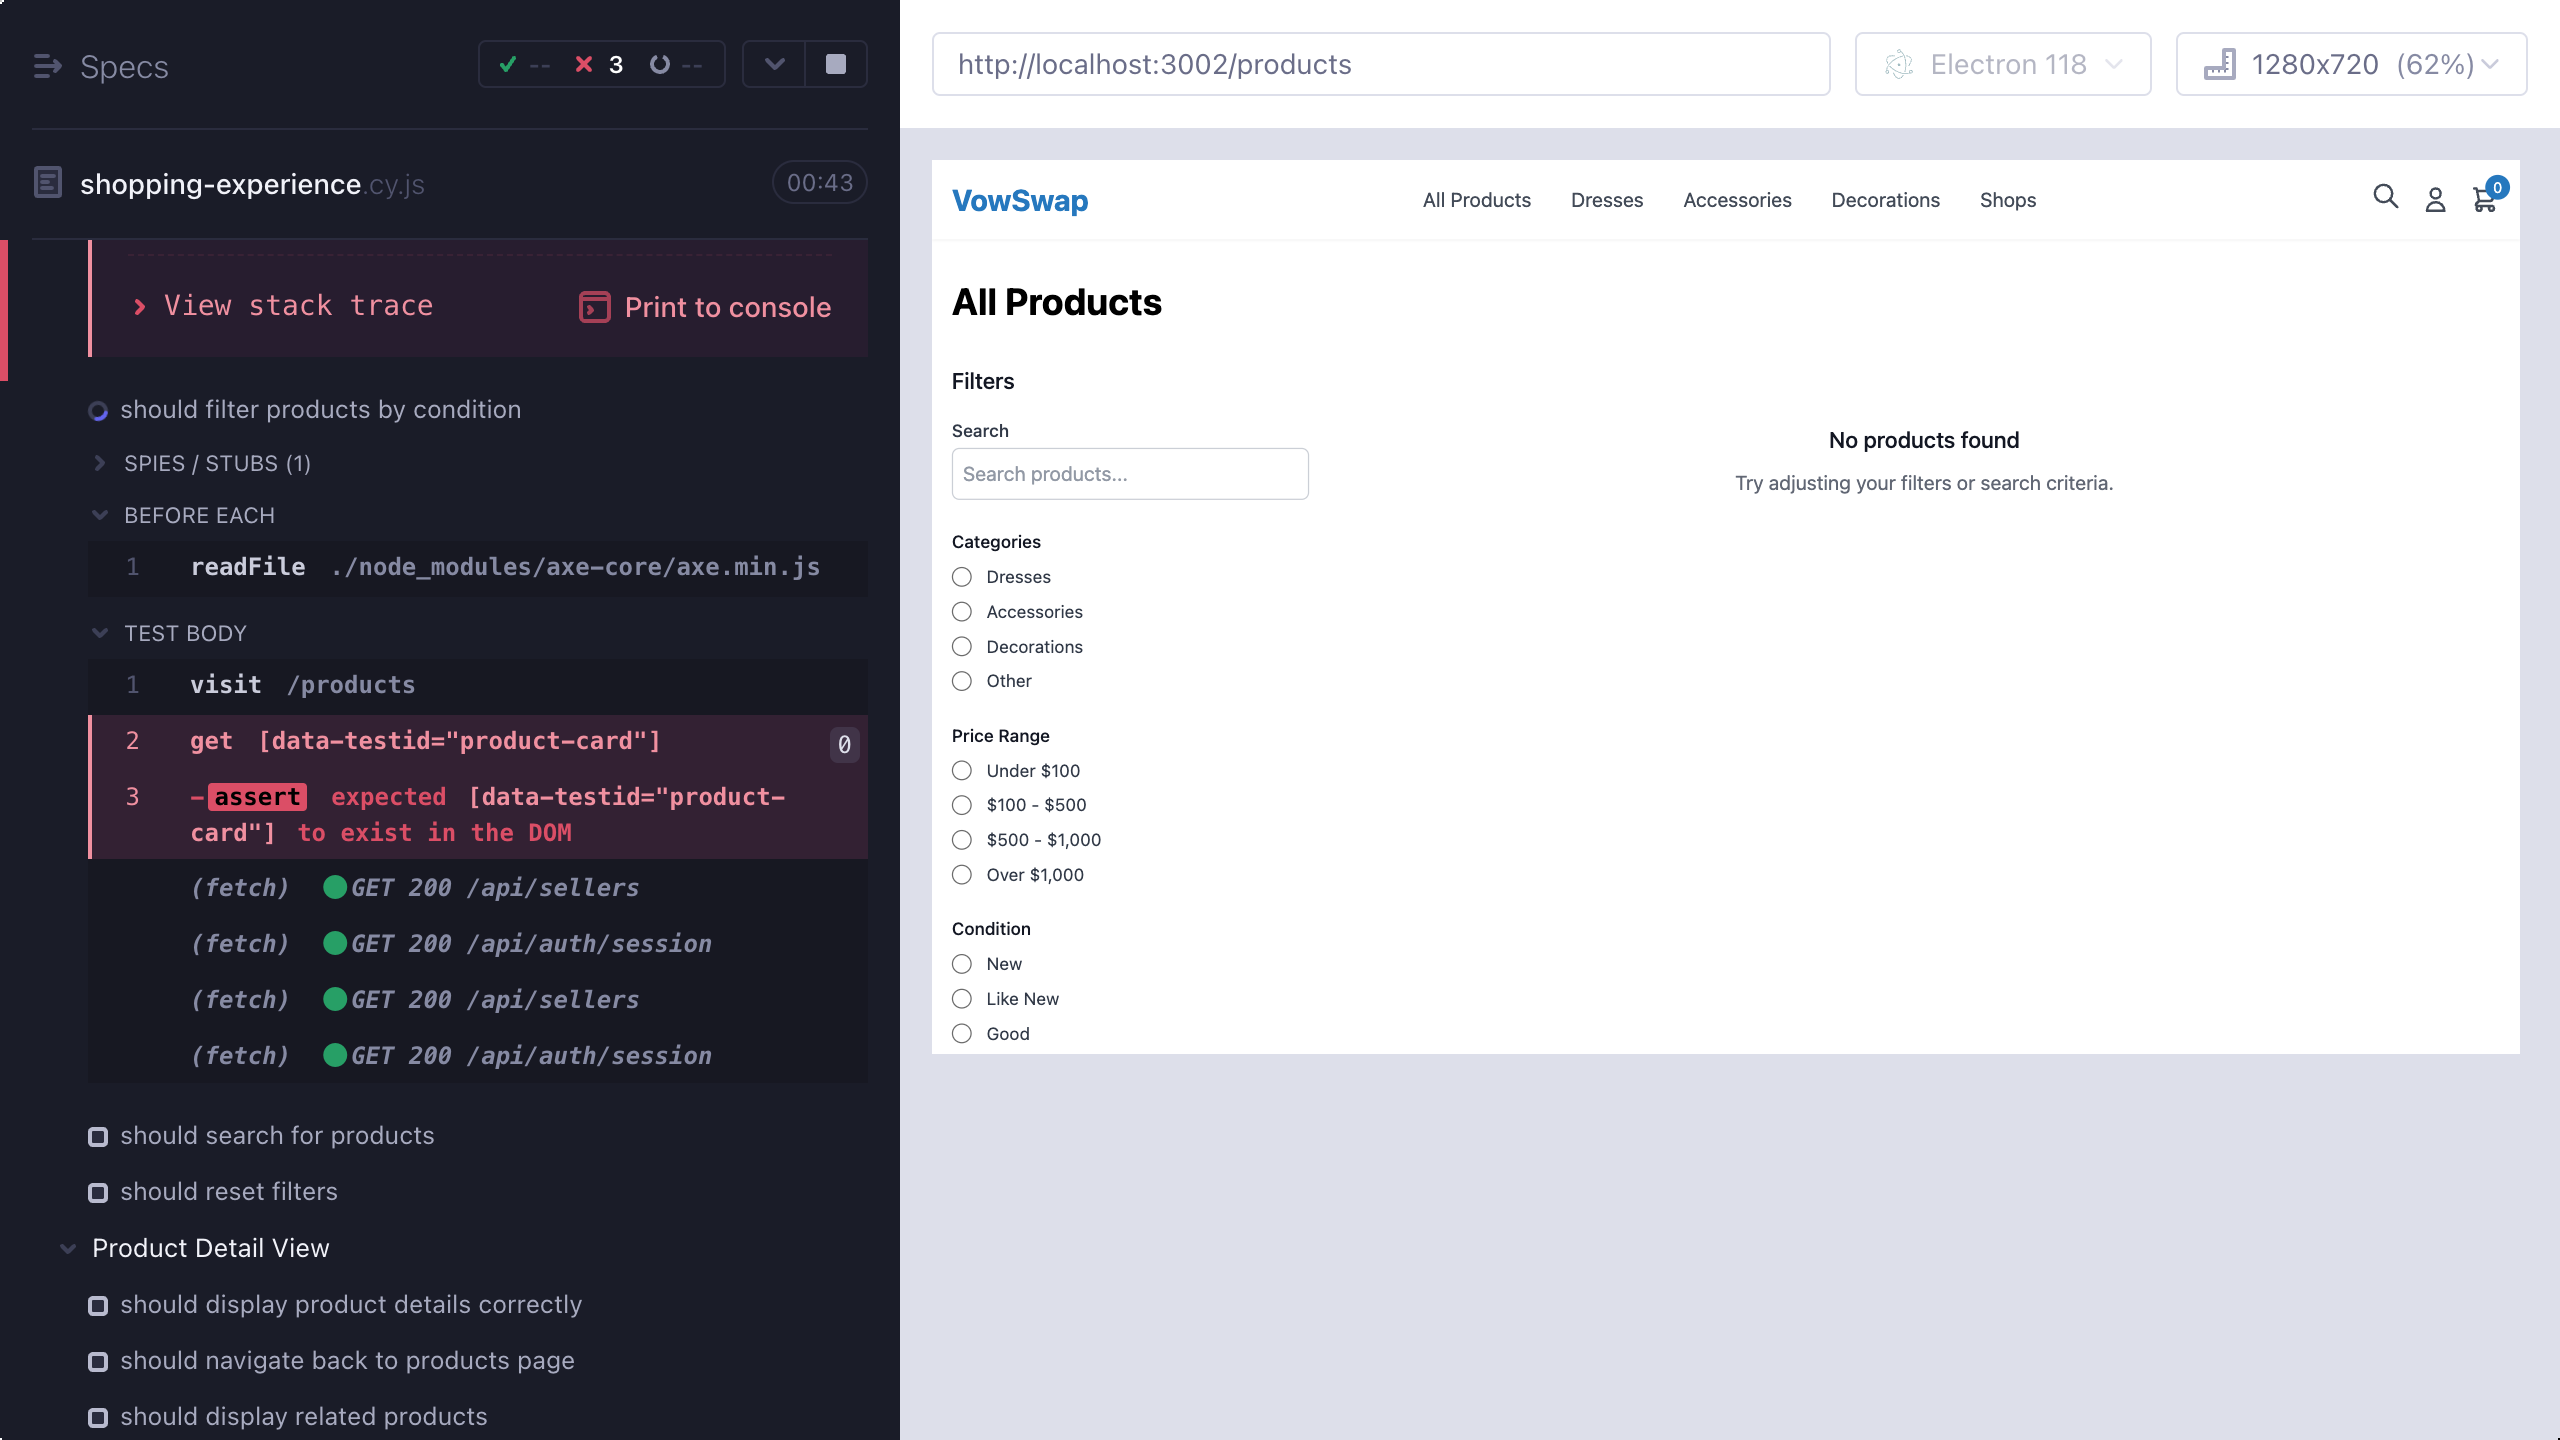 Specs
--
3
--
shopping-experience.cy.js
00:43
View stack trace
Print to console
should filter products by condition
SPIES / STUBS (1)
BEFORE EACH
1 readFile ./node_modules/axe-core/axe.min.js
TEST BODY
1 visit /products
2 get [data-testid="product-card"] 0
3 -assert expected [data-testid="product-
card"] to exist in the DOM
(fetch) GET 200 /api/sellers
(fetch) GET 200 /api/auth/session
(fetch) GET 200 /api/sellers
(fetch) GET 200 /api/auth/session
should search for products
should reset filters
Product Detail View
should display product details correctly
should navigate back to products page
should display related products
http://localhost:3002/products
Electron 118
1280x720 (62%)
VowSwap
All Products
Dresses
Accessories
Decorations
Shops
0
All Products
Filters
Search
Search products...
Categories
Dresses
Accessories
Decorations
Other
Price Range
Under $100
$100 - $500
$500 - $1,000
Over $1,000
Condition
New
Like New
Good
No products found
Try adjusting your filters or search criteria.